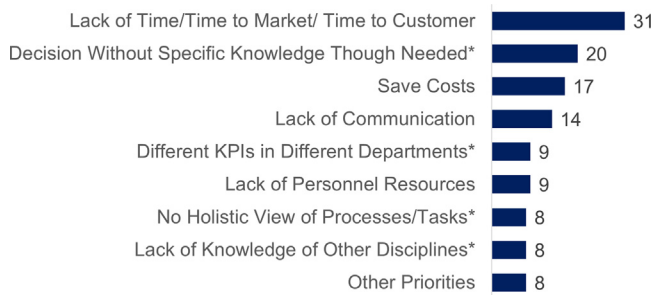 Lack of Time/Time to Market/ Time to Customer 31
Decision Without Specific Knowledge Though Needed* 20
Save Costs 17
Lack of Communication 14
Different KPIs in Different Departments* 9
Lack of Personnel Resources 9
No Holistic View of Processes/Tasks* 8
Lack of Knowledge of Other Disciplines* 8
Other Priorities 8